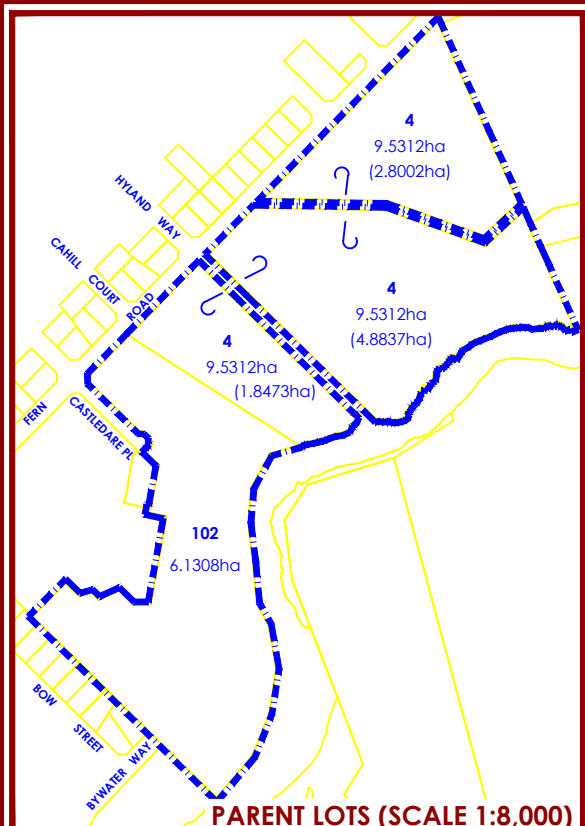 4
9.5312ha
(2.8002ha)
HYLAND WAY
CAHILL COURT
4
9.5312ha
(4.8837ha)
FERN ROAD
4
9.5312ha
(1.8473ha)
CASTLEDARE PL
102
6.1308ha
BOW STREET
BYWATER WAY
PARENT LOTS (SCALE 1:8,000)